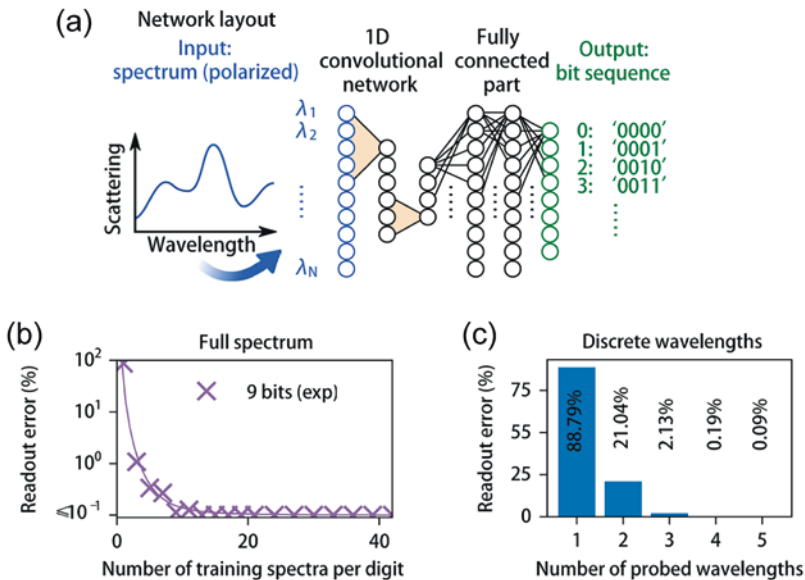 (a)
Network layout
Input:
spectrum (polarized)
1D
convolutional
network
Fully
connected
part
Output:
bit sequence
λ1
λ2
λN
Scattering
Wavelength
0: '0000'
1: '0001'
2: '0010'
3: '0011'
(b)
Full spectrum
Readout error (%)
10²
10¹
10⁰
⩽10⁻¹
9 bits (exp)
0 20 40
Number of training spectra per digit
(c)
Discrete wavelengths
Readout error (%)
75
55
25
0
88.79%
21.04%
2.13%
0.19%
0.09%
1 2 3 4 5
Number of probed wavelengths